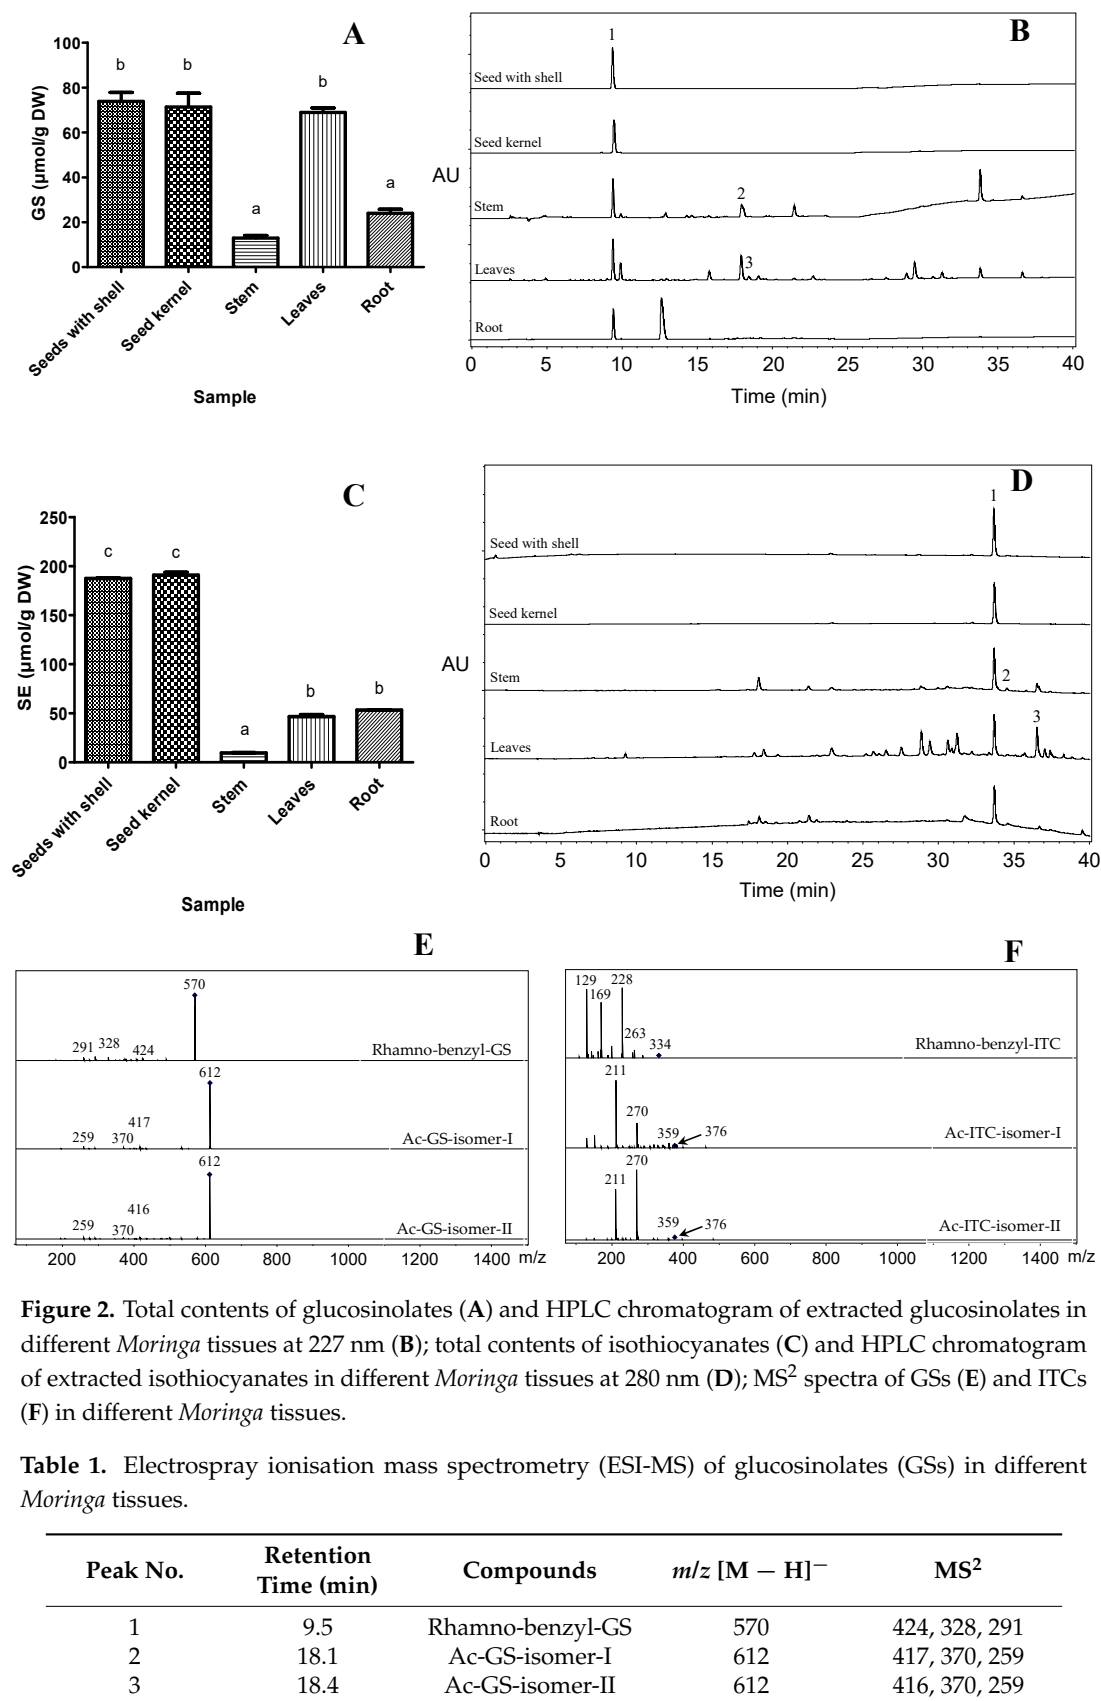 A
GS (µmol/g DW)
100
80
60
40
20
0
b
b
a
b
a
Seeds with shell
Seed kernel
Stem
Leaves
Root
Sample
B
AU
1
Seed with shell
Seed kernel
2
Stem
3
Leaves
Root
0 5 10 15 20 25 30 35 40
Time (min)
C
SE (µmol/g DW)
250
200
150
100
50
0
c
c
a
b
b
Seeds with shell
Seed kernel
Stem
Leaves
Root
Sample
D
AU
1
Seed with shell
Seed kernel
Stem
2
3
Leaves
Root
0 5 10 15 20 25 30 35 40
Time (min)
E
570
291 328 424
Rhamno-benzyl-GS
612
417
259 370
Ac-GS-isomer-I
612
416
259 370
Ac-GS-isomer-II
200 400 600 800 1000 1200 1400 m/z
F
129 228
169
263
334
Rhamno-benzyl-ITC
211
270
359 376
Ac-ITC-isomer-I
270
211
359 376
Ac-ITC-isomer-II
200 400 600 800 1000 1200 1400 m/z
Figure 2. Total contents of glucosinolates (A) and HPLC chromatogram of extracted glucosinolates in
different Moringa tissues at 227 nm (B); total contents of isothiocyanates (C) and HPLC chromatogram
of extracted isothiocyanates in different Moringa tissues at 280 nm (D); MS² spectra of GSs (E) and ITCs
(F) in different Moringa tissues.
Table 1. Electrospray ionisation mass spectrometry (ESI-MS) of glucosinolates (GSs) in different
Moringa tissues.
Peak No. Retention Time (min) Compounds m/z [M − H]⁻ MS²
1 9.5 Rhamno-benzyl-GS 570 424, 328, 291
2 18.1 Ac-GS-isomer-I 612 417, 370, 259
3 18.4 Ac-GS-isomer-II 612 416, 370, 259